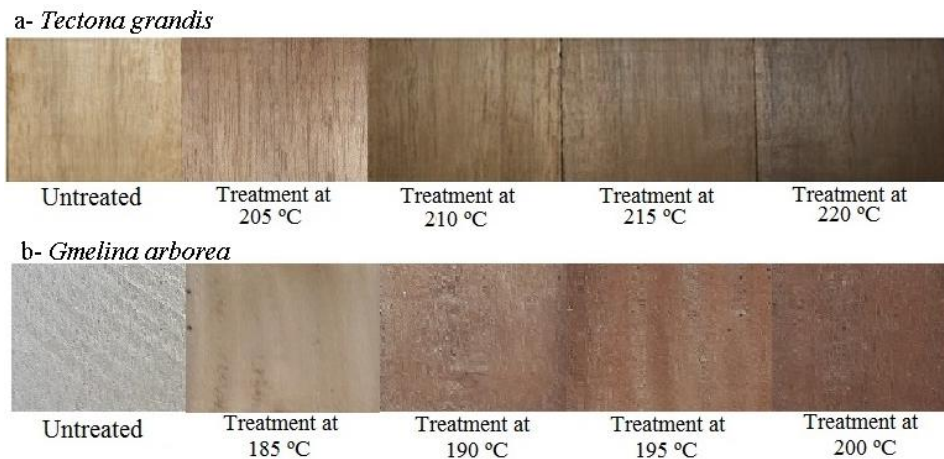 a- Tectona grandis
Untreated
Treatment at
205 ºC
Treatment at
210 ºC
Treatment at
215 ºC
Treatment at
220 ºC
b- Gmelina arborea
Untreated
Treatment at
185 ºC
Treatment at
190 ºC
Treatment at
195 ºC
Treatment at
200 ºC